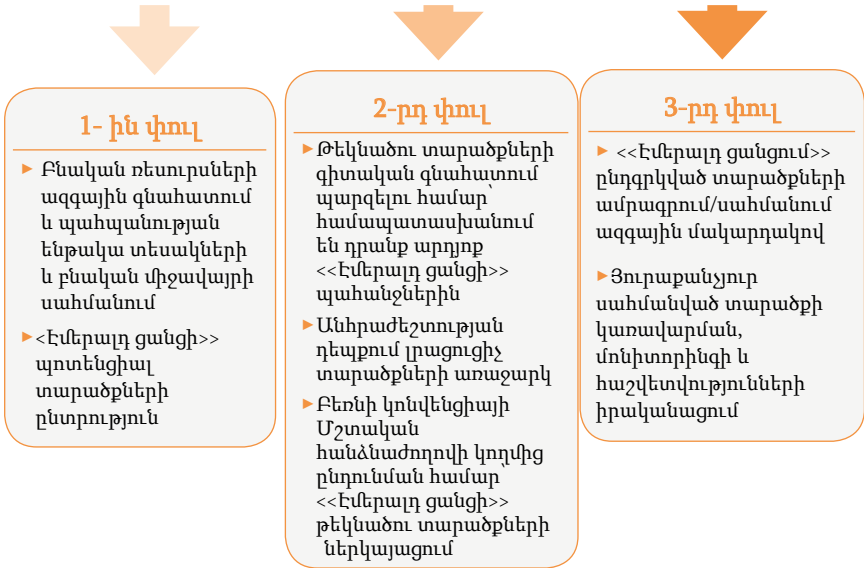 1- ին փուլ
► Բնական ռեսուրսների
ազգային գնահատում
և պահպանության
ենթակա տեսակների
և բնական միջավայրի
սահմանում
►<Էմերալդ ցանցի>>
պոտենցիալ
տարածքների
ընտրություն
2-րդ փուլ
►Թեկնածու տարածքների
գիտական գնահատում
պարզելու համար՝
համապատասխանում
են դրանք արդյոք
<<Էմերալդ ցանցի>>
պահանջներին
►Անհրաժեշտության
դեպքում լրացուցիչ
տարածքների առաջարկ
►Բեռնի կոնվենցիայի
Մշտական
հանձնաժողովի կողմից
ընդունման համար՝
<<Էմերալդ ցանցի>>
թեկնածու տարածքների
ներկայացում
3-րդ փուլ
► <<Էմերալդ ցանցում>>
ընդգրկված տարածքների
ամրագրում/սահմանում
ազգային մակարդակով
►Յուրաքանչյուր
սահմանված տարածքի
կառավարման,
մոնիտորինգի և
հաշվետվությունների
իրականացում